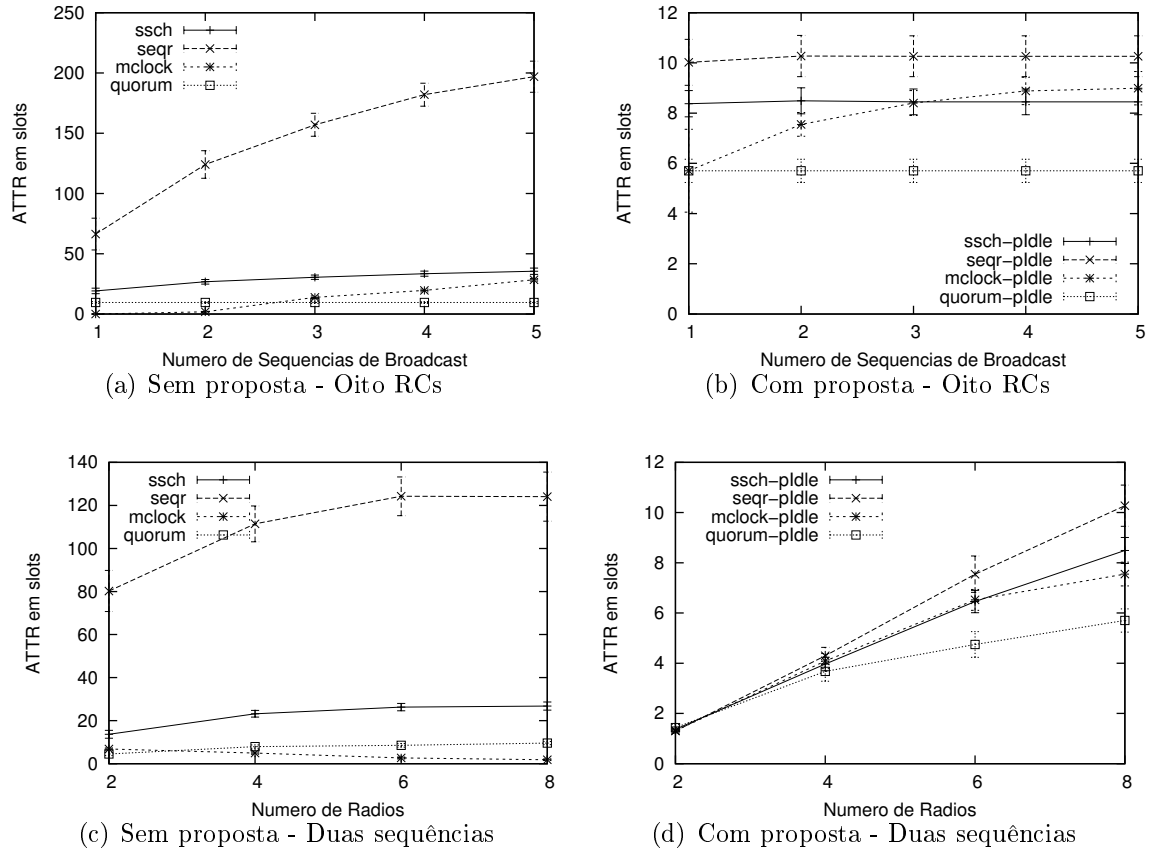 250
200
150
100
50
0
1
2
3
4
5
ATTR em slots
Numero de Sequencias de Broadcast
ssch
seqr
mclock
quorum
(a) Sem proposta - Oito RCs
12
10
8
6
4
2
0
1
2
3
4
5
ATTR em slots
Numero de Sequencias de Broadcast
ssch-pIdle
seqr-pIdle
mclock-pIdle
quorum-pIdle
(b) Com proposta - Oito RCs
140
120
100
80
60
40
20
0
2
4
6
8
ATTR em slots
Numero de Radios
ssch
seqr
mclock
quorum
(c) Sem proposta - Duas sequências
12
10
8
6
4
2
0
2
4
6
8
ATTR em slots
Numero de Radios
ssch-pIdle
seqr-pIdle
mclock-pIdle
quorum-pIdle
(d) Com proposta - Duas sequências